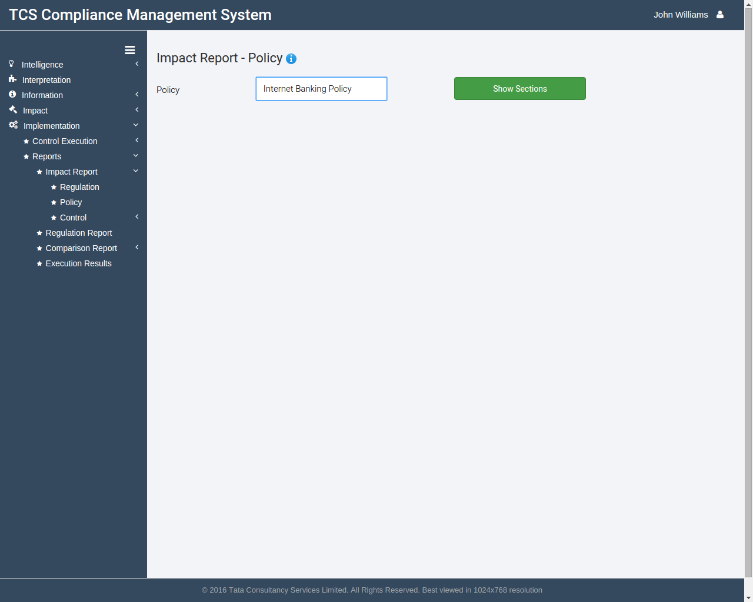 TCS Compliance Management System
John Williams
Intelligence
Interpretation
Information
Impact
Implementation
Control Execution
Reports
Impact Report
Regulation
Policy
Control
Regulation Report
Comparison Report
Execution Results
Impact Report - Policy
Policy
Internet Banking Policy
Show Sections
© 2016 Tata Consultancy Services Limited. All Rights Reserved. Best viewed in 1024x768 resolution